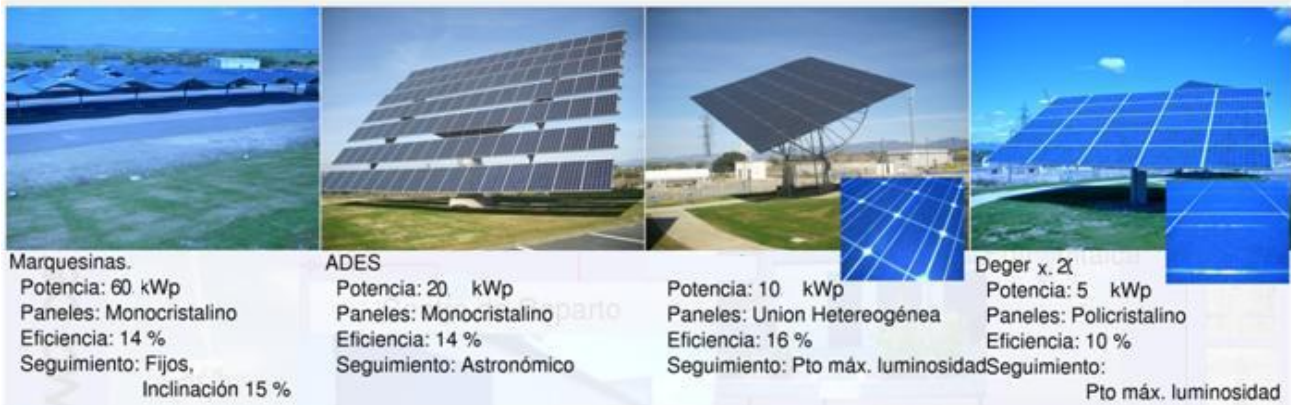 Marquesinas.
Potencia: 60 kWp
Paneles: Monocristalino
Eficiencia: 14 %
Seguimiento: Fijos,
Inclinación 15 %
ADES
Potencia: 20 kWp
Paneles: Monocristalino
Eficiencia: 14 %
Seguimiento: Astronómico
Potencia: 10 kWp
Paneles: Union Hetereogénea
Eficiencia: 16 %
Seguimiento: Pto máx. luminosidad
Deger x. 2
Potencia: 5 kWp
Paneles: Policristalino
Eficiencia: 10 %
Seguimiento:
Pto máx. luminosidad